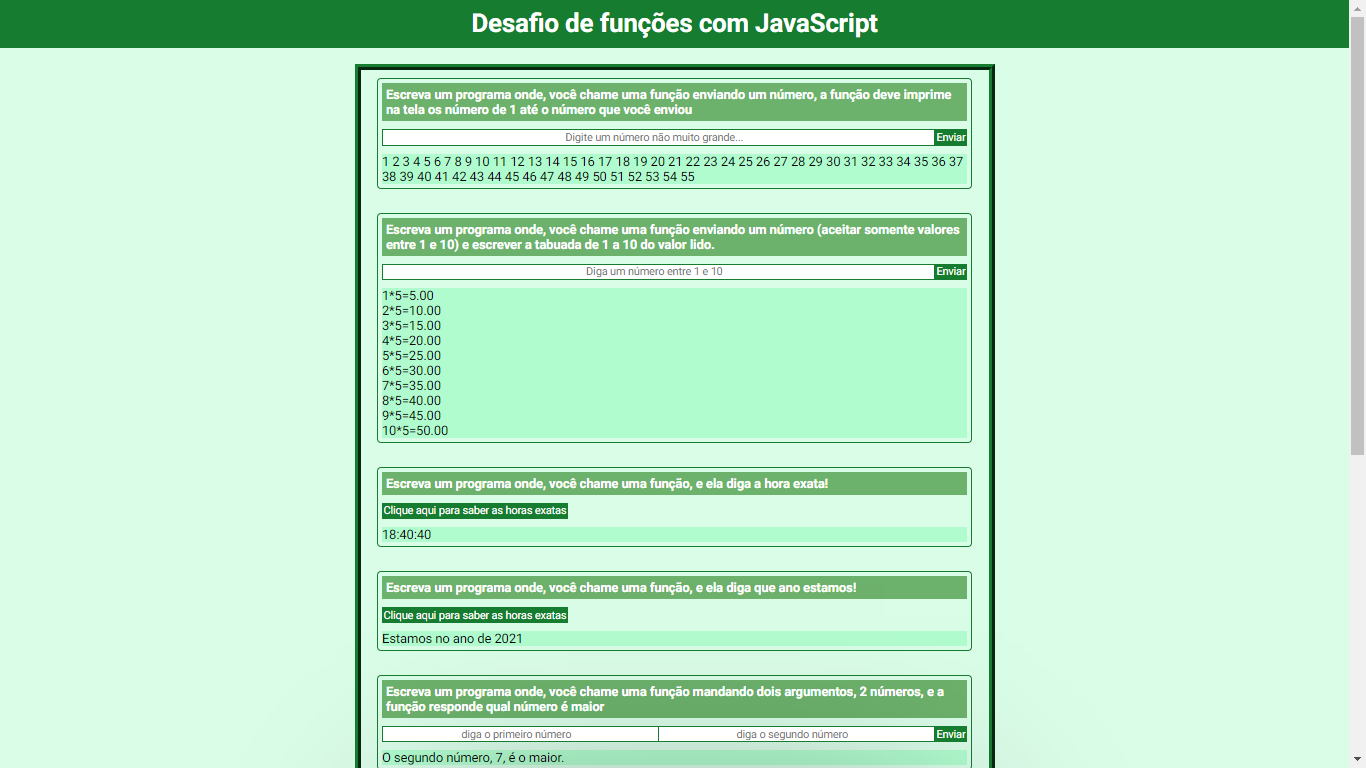 Desafio de funções com JavaScript
Escreva um programa onde, você chame uma função enviando um número, a função deve imprime
na tela os número de 1 até o número que você enviou
Digite um número não muito grande... Enviar
1 2 3 4 5 6 7 8 9 10 11 12 13 14 15 16 17 18 19 20 21 22 23 24 25 26 27 28 29 30 31 32 33 34 35 36 37
38 39 40 41 42 43 44 45 46 47 48 49 50 51 52 53 54 55
Escreva um programa onde, você chame uma função enviando um número (aceitar somente valores
entre 1 e 10) e escrever a tabuada de 1 a 10 do valor lido.
Diga um número entre 1 e 10 Enviar
1*5=5.00
2*5=10.00
3*5=15.00
4*5=20.00
5*5=25.00
6*5=30.00
7*5=35.00
8*5=40.00
9*5=45.00
10*5=50.00
Escreva um programa onde, você chame uma função, e ela diga a hora exata!
Clique aqui para saber as horas exatas
18:40:40
Escreva um programa onde, você chame uma função, e ela diga que ano estamos!
Clique aqui para saber as horas exatas
Estamos no ano de 2021
Escreva um programa onde, você chame uma função mandando dois argumentos, 2 números, e a
função responde qual número é maior
diga o primeiro número diga o segundo número Enviar
O segundo número, 7, é o maior.